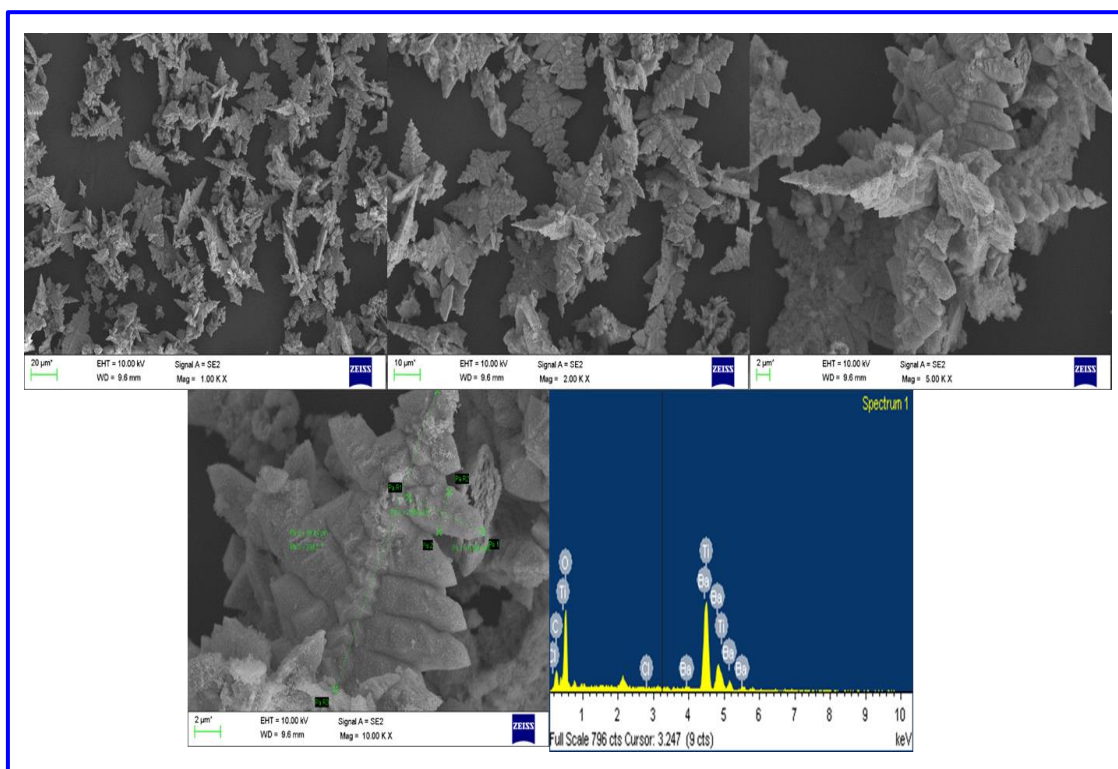 20 µm*
EHT = 10.00 kV
Signal A = SE2
WD = 9.6 mm
Mag = 1.00 K X
ZEISS
10 µm*
EHT = 10.00 kV
Signal A = SE2
WD = 9.6 mm
Mag = 2.00 K X
ZEISS
2 µm*
EHT = 10.00 kV
Signal A = SE2
WD = 9.6 mm
Mag = 5.00 K X
ZEISS
Pa R1
Pa 1
2 µm*
EHT = 10.00 kV
Signal A = SE2
WD = 9.6 mm
Mag = 10.00 K X
ZEISS
Spectrum 1
O
Ti
C
Cl
Cl
Ba
Ti
Ba
Ba
Ti
Ba
Ba
1 2 3 4 5 6 7 8 9 10
Full Scale 796 cts Cursor: 3.247 (9 cts)
keV